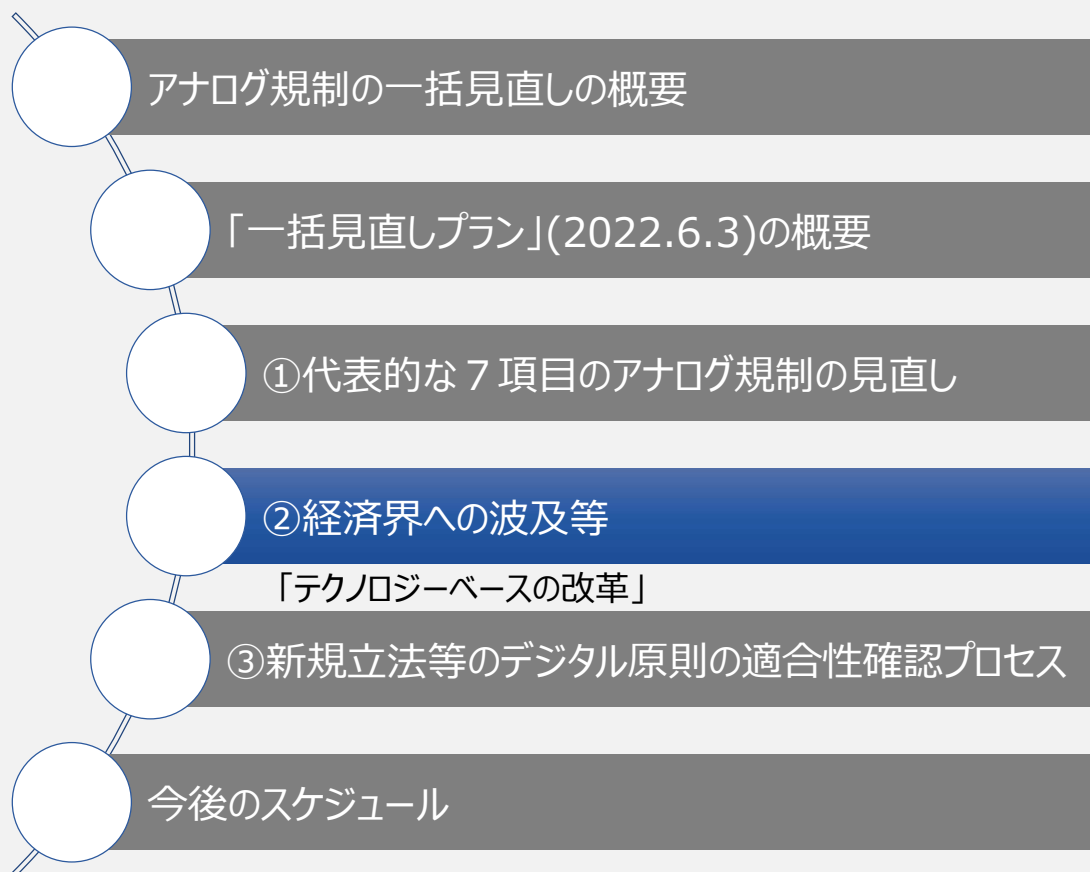 アナログ規制の一括見直しの概要
「一括見直しプラン」(2022.6.3)の概要
①代表的な７項目のアナログ規制の見直し
②経済界への波及等
「テクノロジーベースの改革」
③新規立法等のデジタル原則の適合性確認プロセス
今後のスケジュール